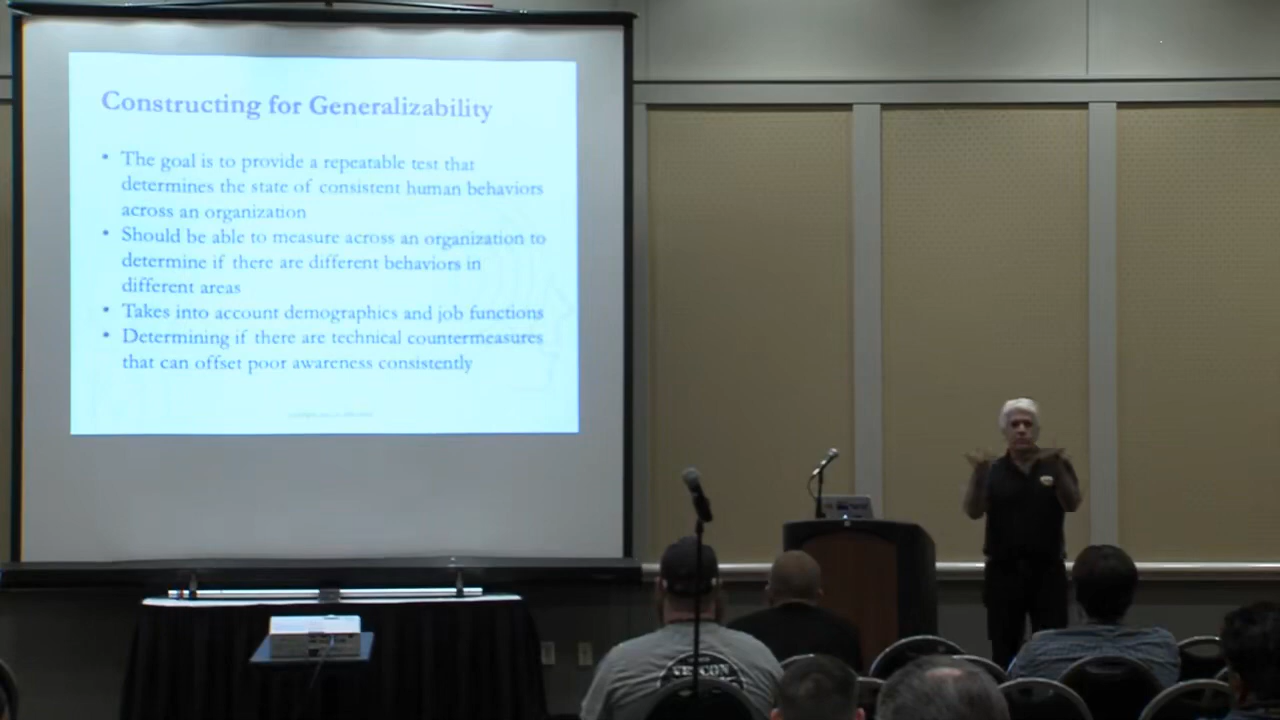 Constructing for Generalizability
• The goal is to provide a repeatable test that
determines the state of consistent human behaviors
across an organization
• Should be able to measure across an organization to
determine if there are different behaviors in
different areas
• Takes into account demographics and job functions
• Determining if there are technical countermeasures
that can offset poor awareness consistently